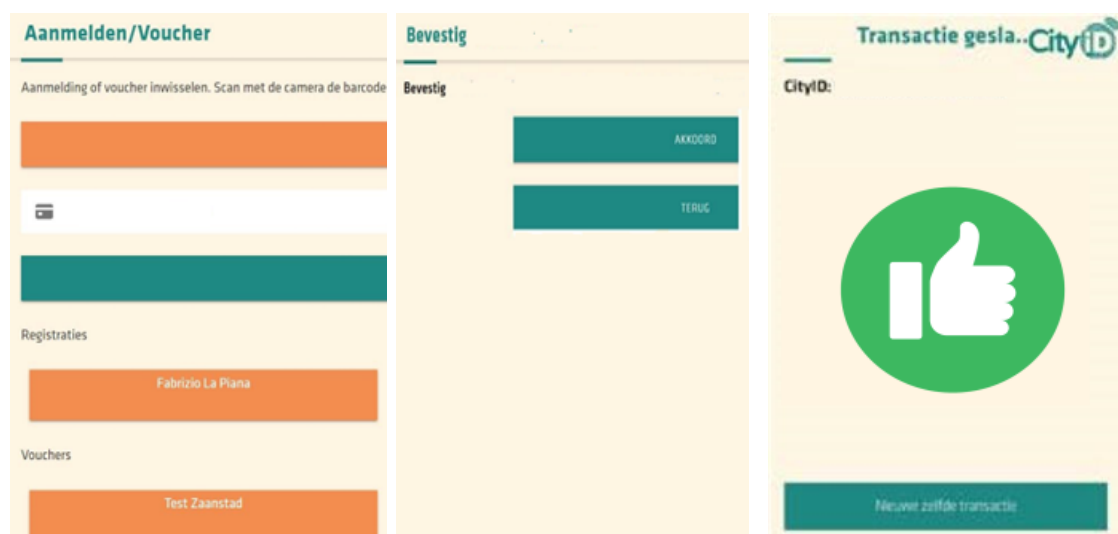 Aanmelden/Voucher
Aanmelding of voucher inwisselen. Scan met de camera de barcode
Registraties
Fabrizio La Piana
Vouchers
Test Zaanstad
Bevestig
Bevestig
AKKOORD
TERUG
Transactie gesla..
CityiD
CityID:
Nieuwe zelfde transactie